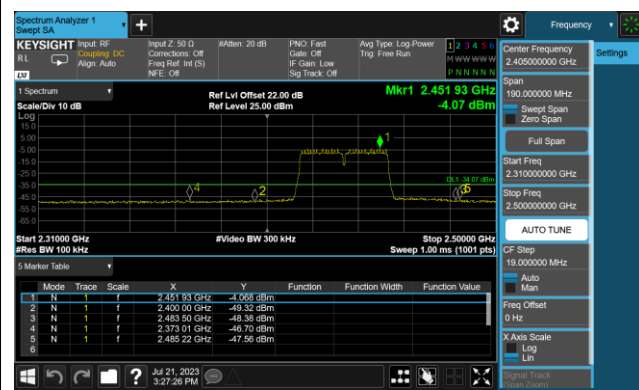 Spectrum Analyzer 1
Swept SA
Frequency
KEYSIGHT
RL
Input: RF
Coupling: DC
Align: Auto
Input Z: 50 Ω
Corrections: Off
Freq Ref: Int (S)
NFE: Off
#Atten: 20 dB
PNO: Fast
Gate: Off
IF Gain: Low
Sig Track: Off
Avg Type: Log-Power
Trig: Free Run
1 2 3 4 5 6
M W W W W W
P N N N N N
Center Frequency
2.405000000 GHz
Settings
Span
190.000000 MHz
Swept Span
Zero Span
Full Span
Start Freq
2.310000000 GHz
Stop Freq
2.500000000 GHz
AUTO TUNE
CF Step
19.000000 MHz
Auto
Man
Freq Offset
0 Hz
X Axis Scale
Log
Lin
Signal Track
(Span Zoom)
1 Spectrum
Scale/Div 10 dB
Log
Ref Lvl Offset 22.00 dB
Ref Level 25.00 dBm
Mkr1 2.451 93 GHz
-4.07 dBm
15.0
5.00
-5.00
-15.0
-25.0
-35.0
-45.0
-55.0
-65.0
1
DL1 -34.07 dBm
4
2
3
5
Start 2.31000 GHz
#Res BW 100 kHz
#Video BW 300 kHz
Stop 2.50000 GHz
Sweep 1.00 ms (1001 pts)
5 Marker Table
Mode Trace Scale X Y Function Function Width Function Value
1 N 1 f 2.451 93 GHz -4.068 dBm
2 N 1 f 2.400 00 GHz -49.32 dBm
3 N 1 f 2.483 50 GHz -48.38 dBm
4 N 1 f 2.373 01 GHz -46.70 dBm
5 N 1 f 2.485 22 GHz -47.56 dBm
6
?
Jul 21, 2023
3:27:26 PM